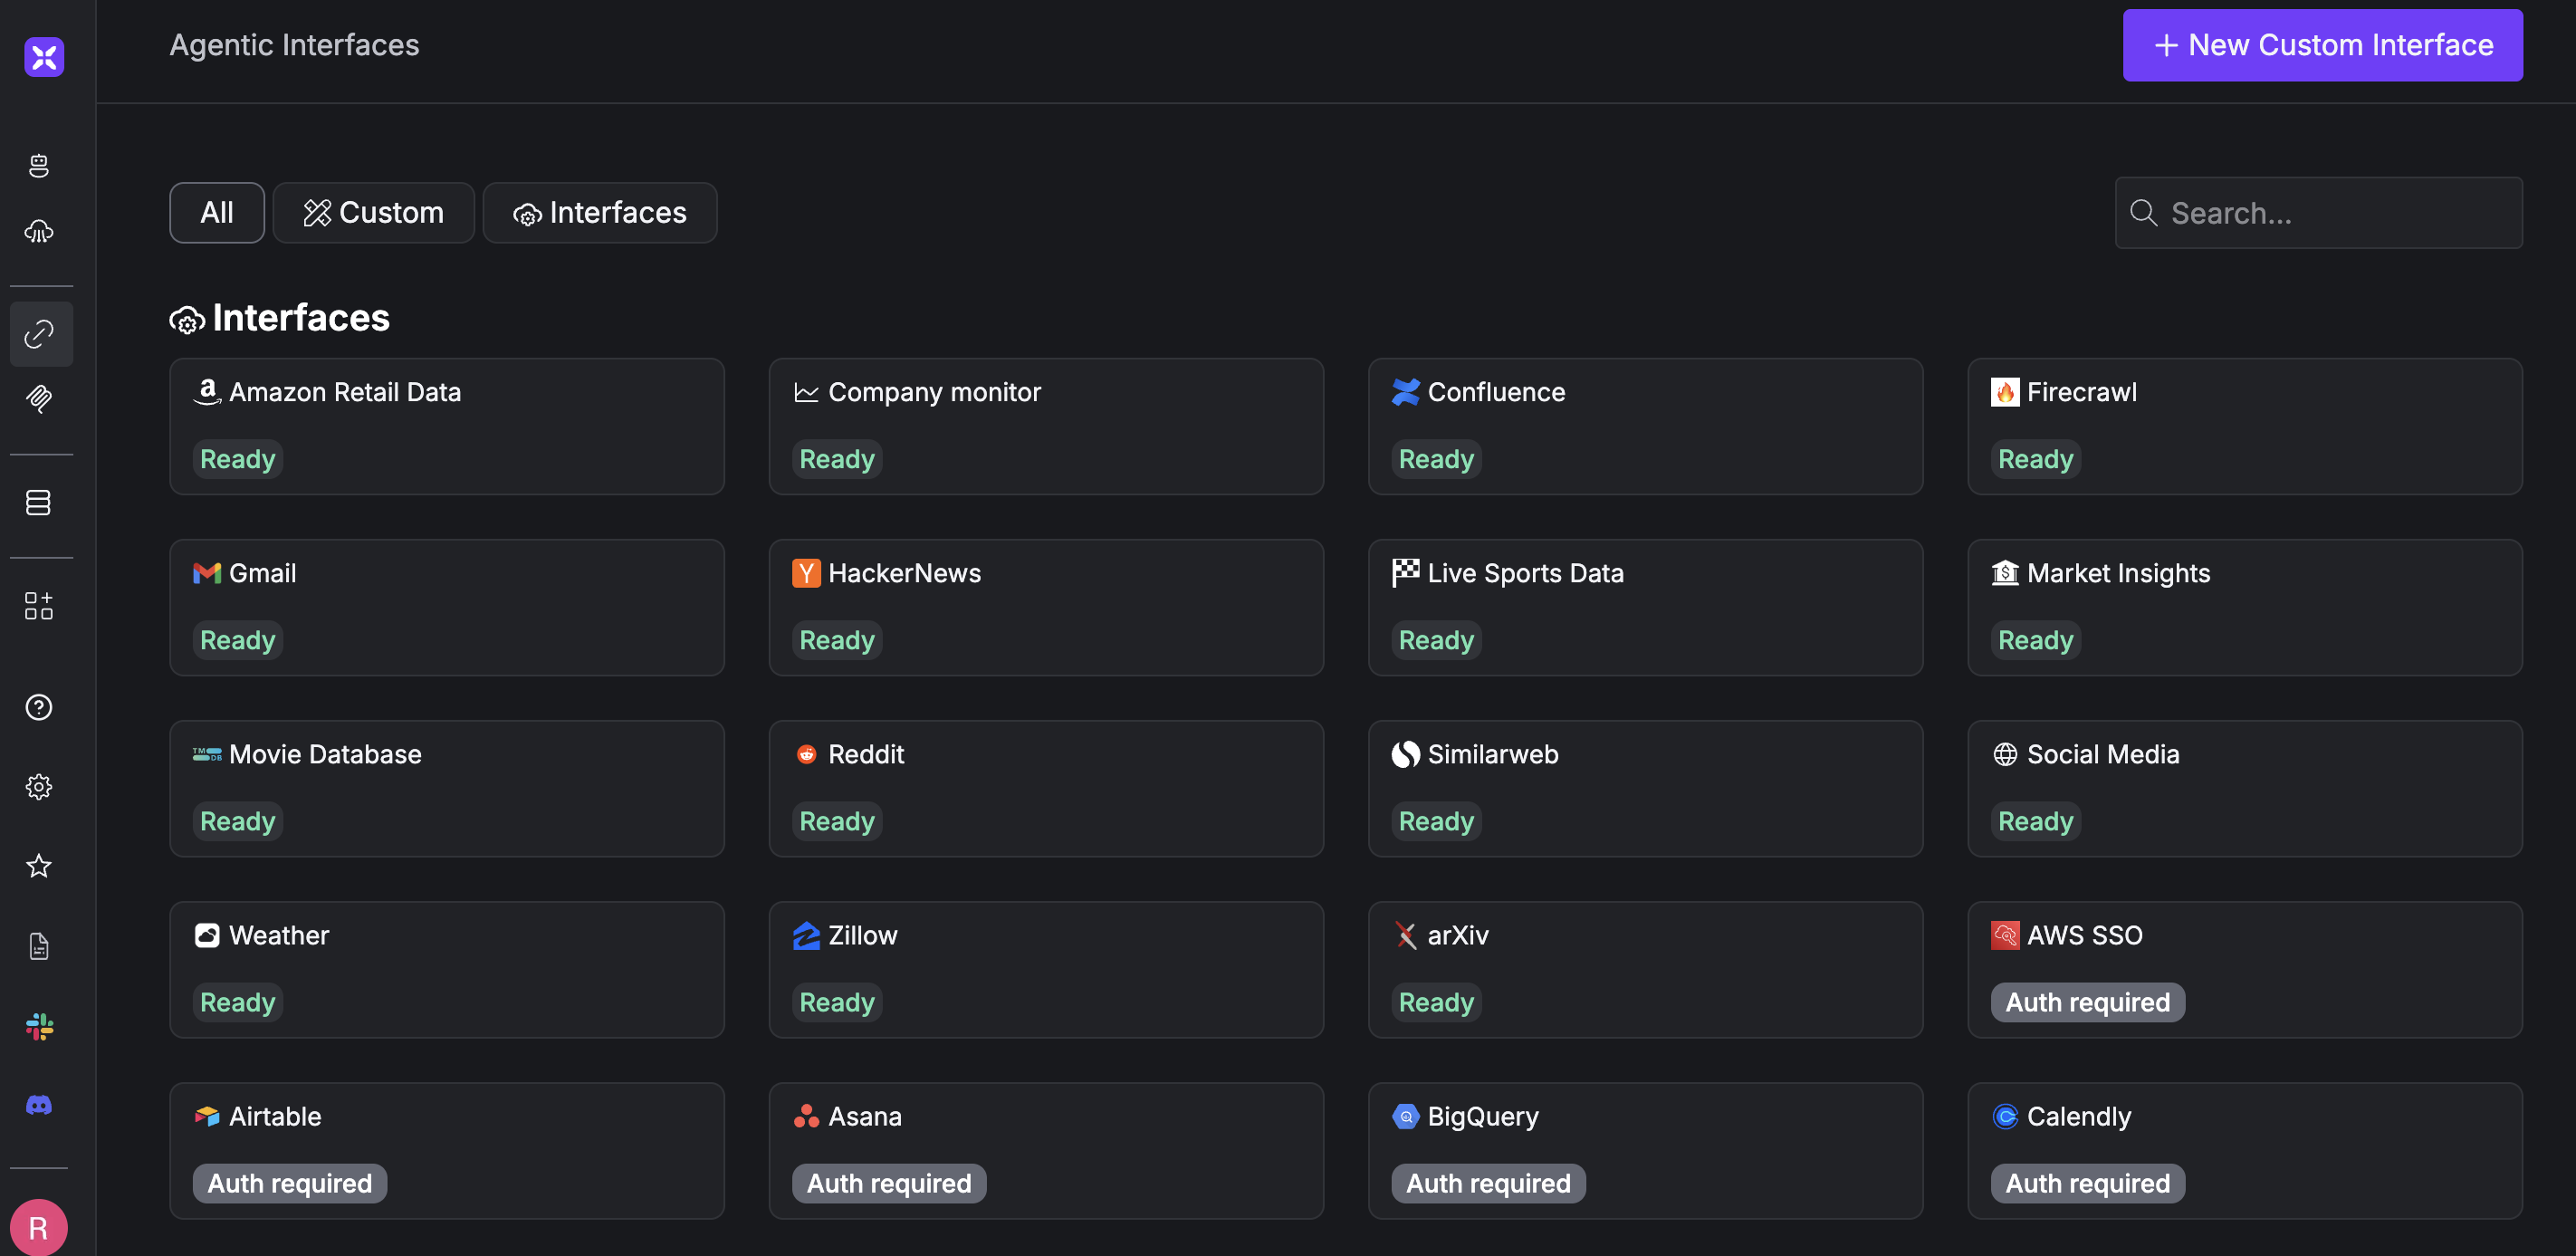 Agentic Interfaces
New Custom Interface
All Custom Interfaces
Search...
Interfaces
Amazon Retail Data Company monitor Confluence Firecrawl
Ready Ready Ready Ready
Gmail HackerNews Live Sports Data Market Insights
Ready Ready Ready Ready
Movie Database Reddit Similarweb Social Media
Ready Ready Ready Ready
Weather Zillow arXiv AWS SSO
Ready Ready Ready Auth required
Airtable Asana BigQuery Calendly
Auth required Auth required Auth required Auth required
R